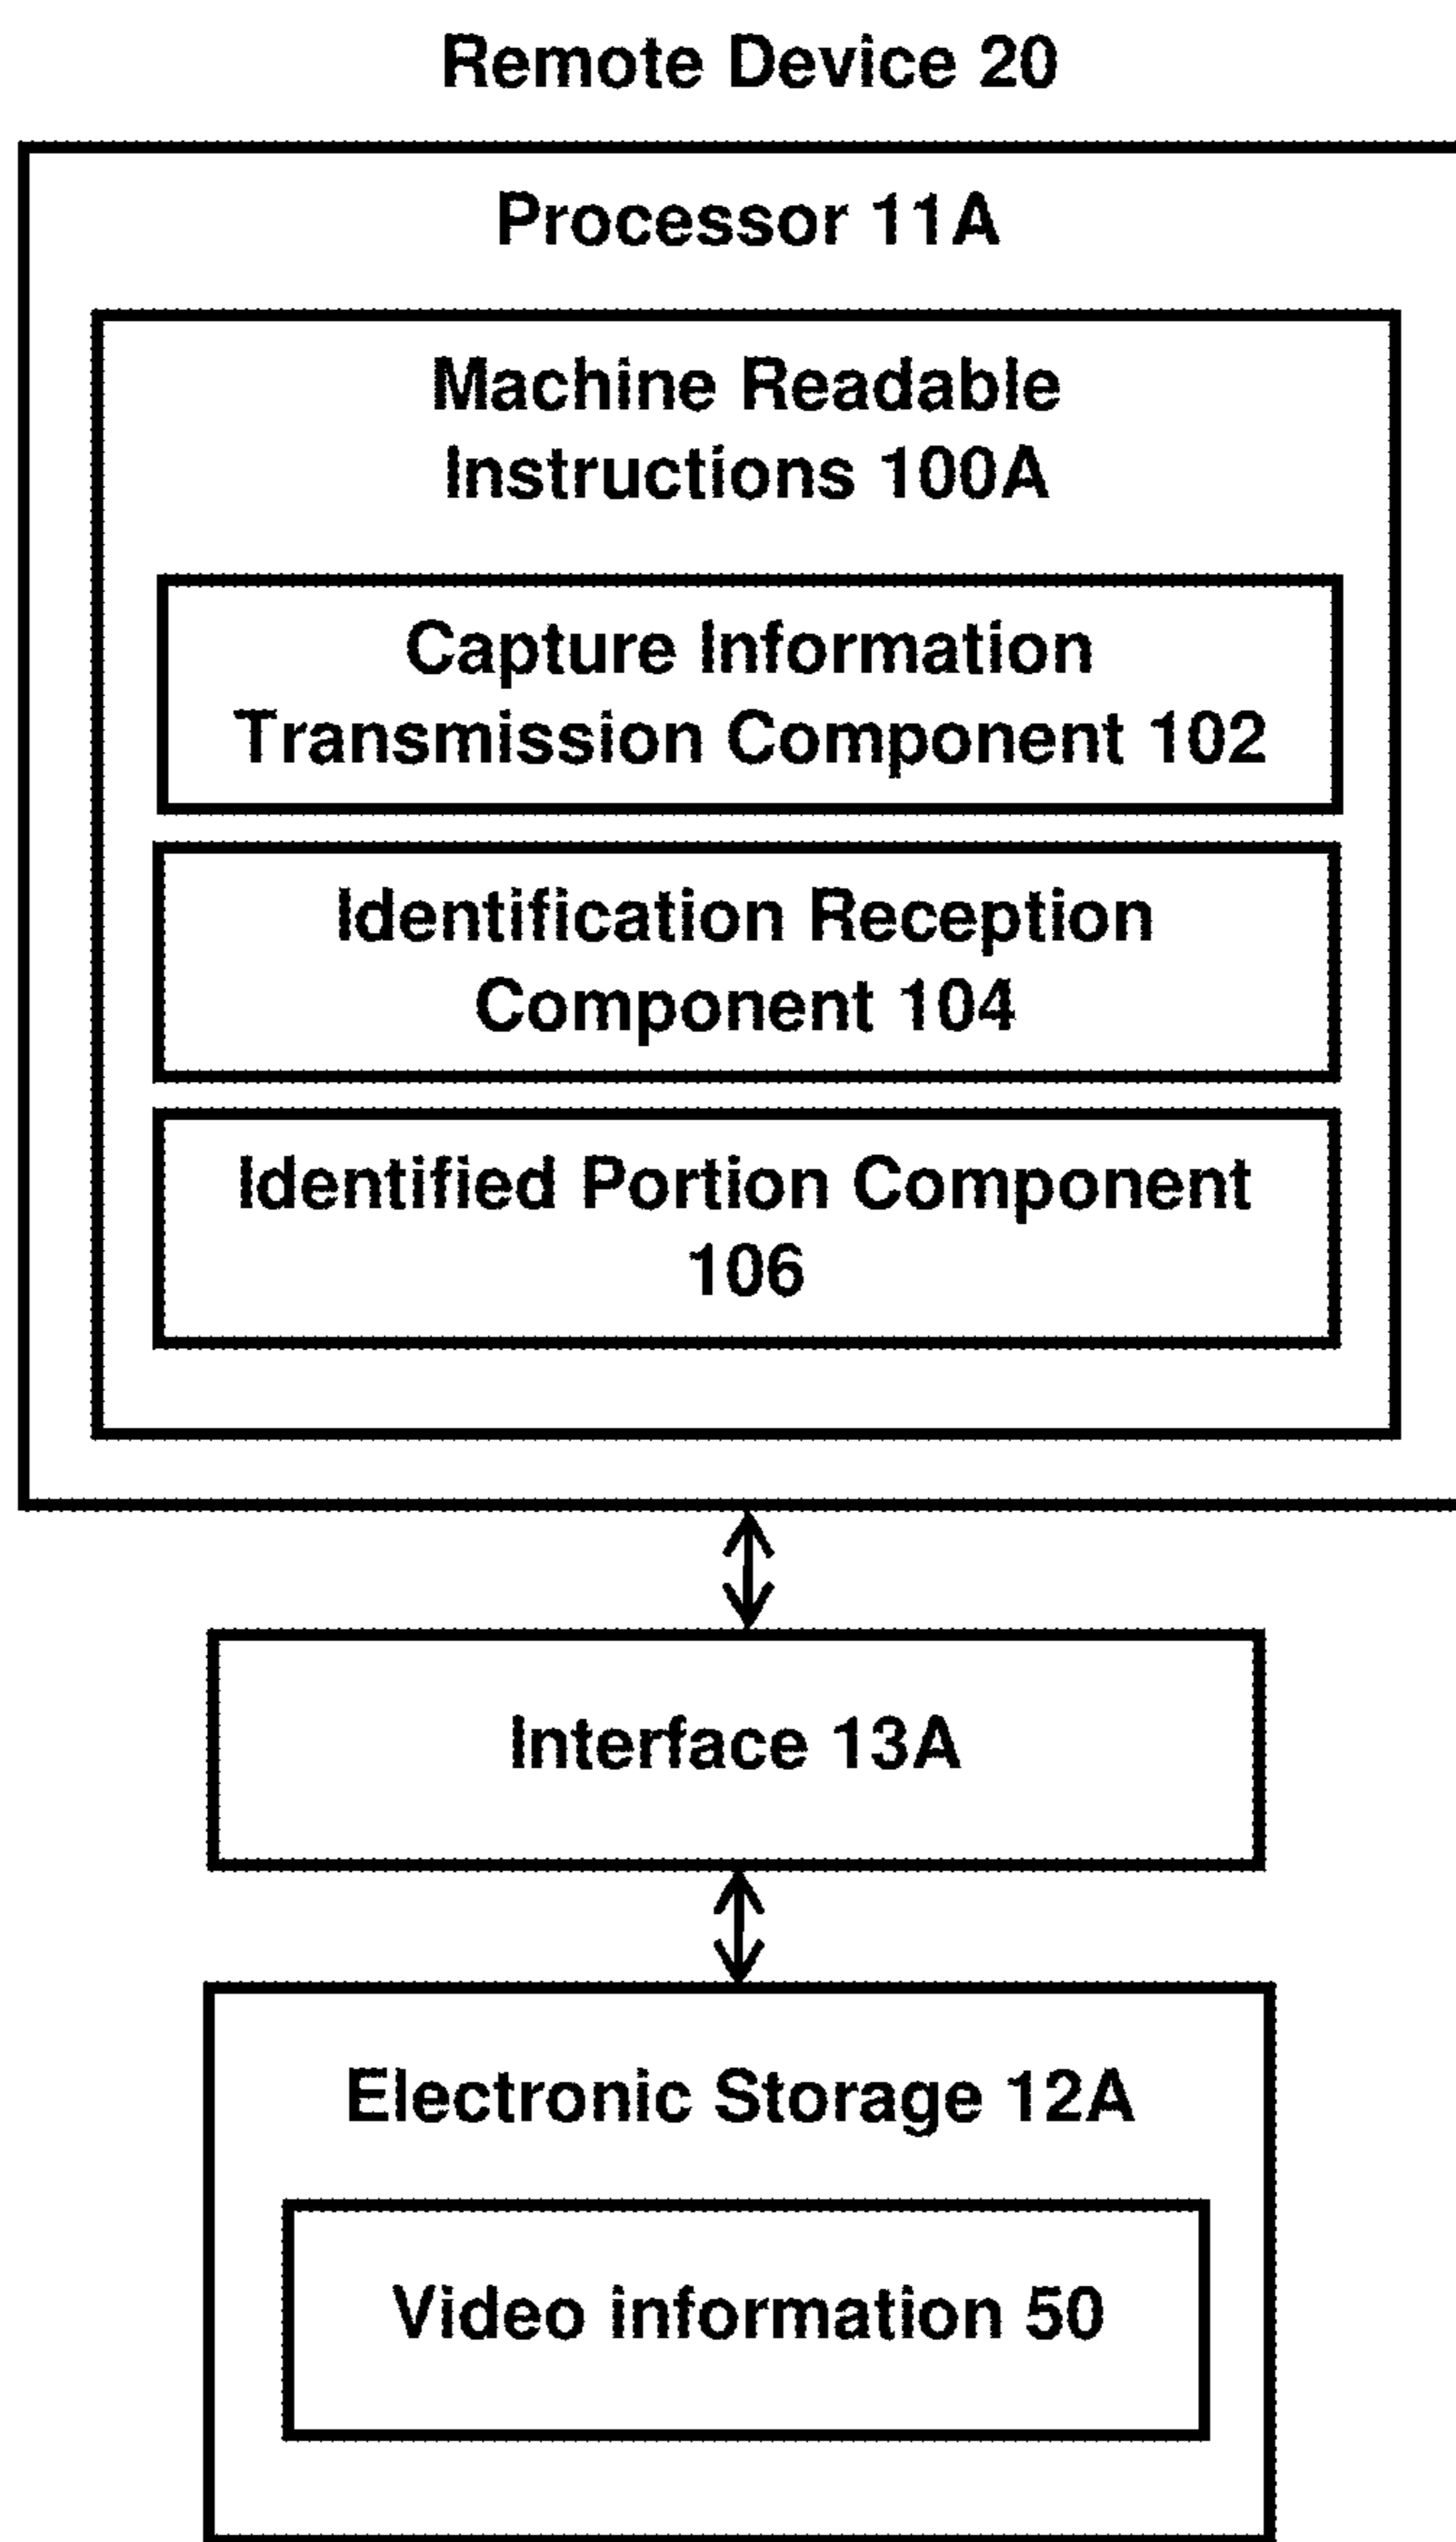 Remote Device 20
Processor 11A
Machine Readable
Instructions 100A
Capture Information
Transmission Component 102
Identification Reception
Component 104
Identified Portion Component
106
Interface 13A
Electronic Storage 12A
Video information 50